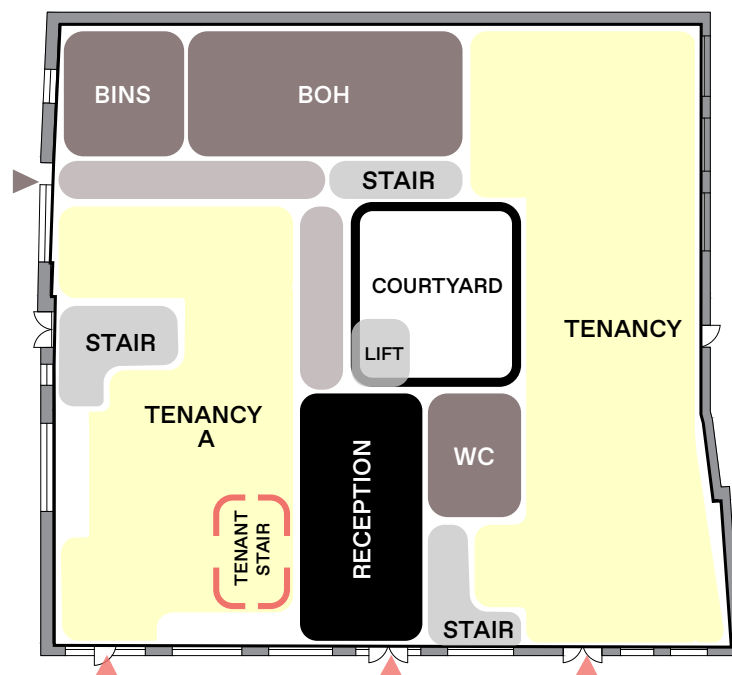 BINS
BOH
STAIR
COURTYARD
LIFT
STAIR
TENANCY
TENANCY
A
WC
RECEPTION
TENANT
STAIR
STAIR